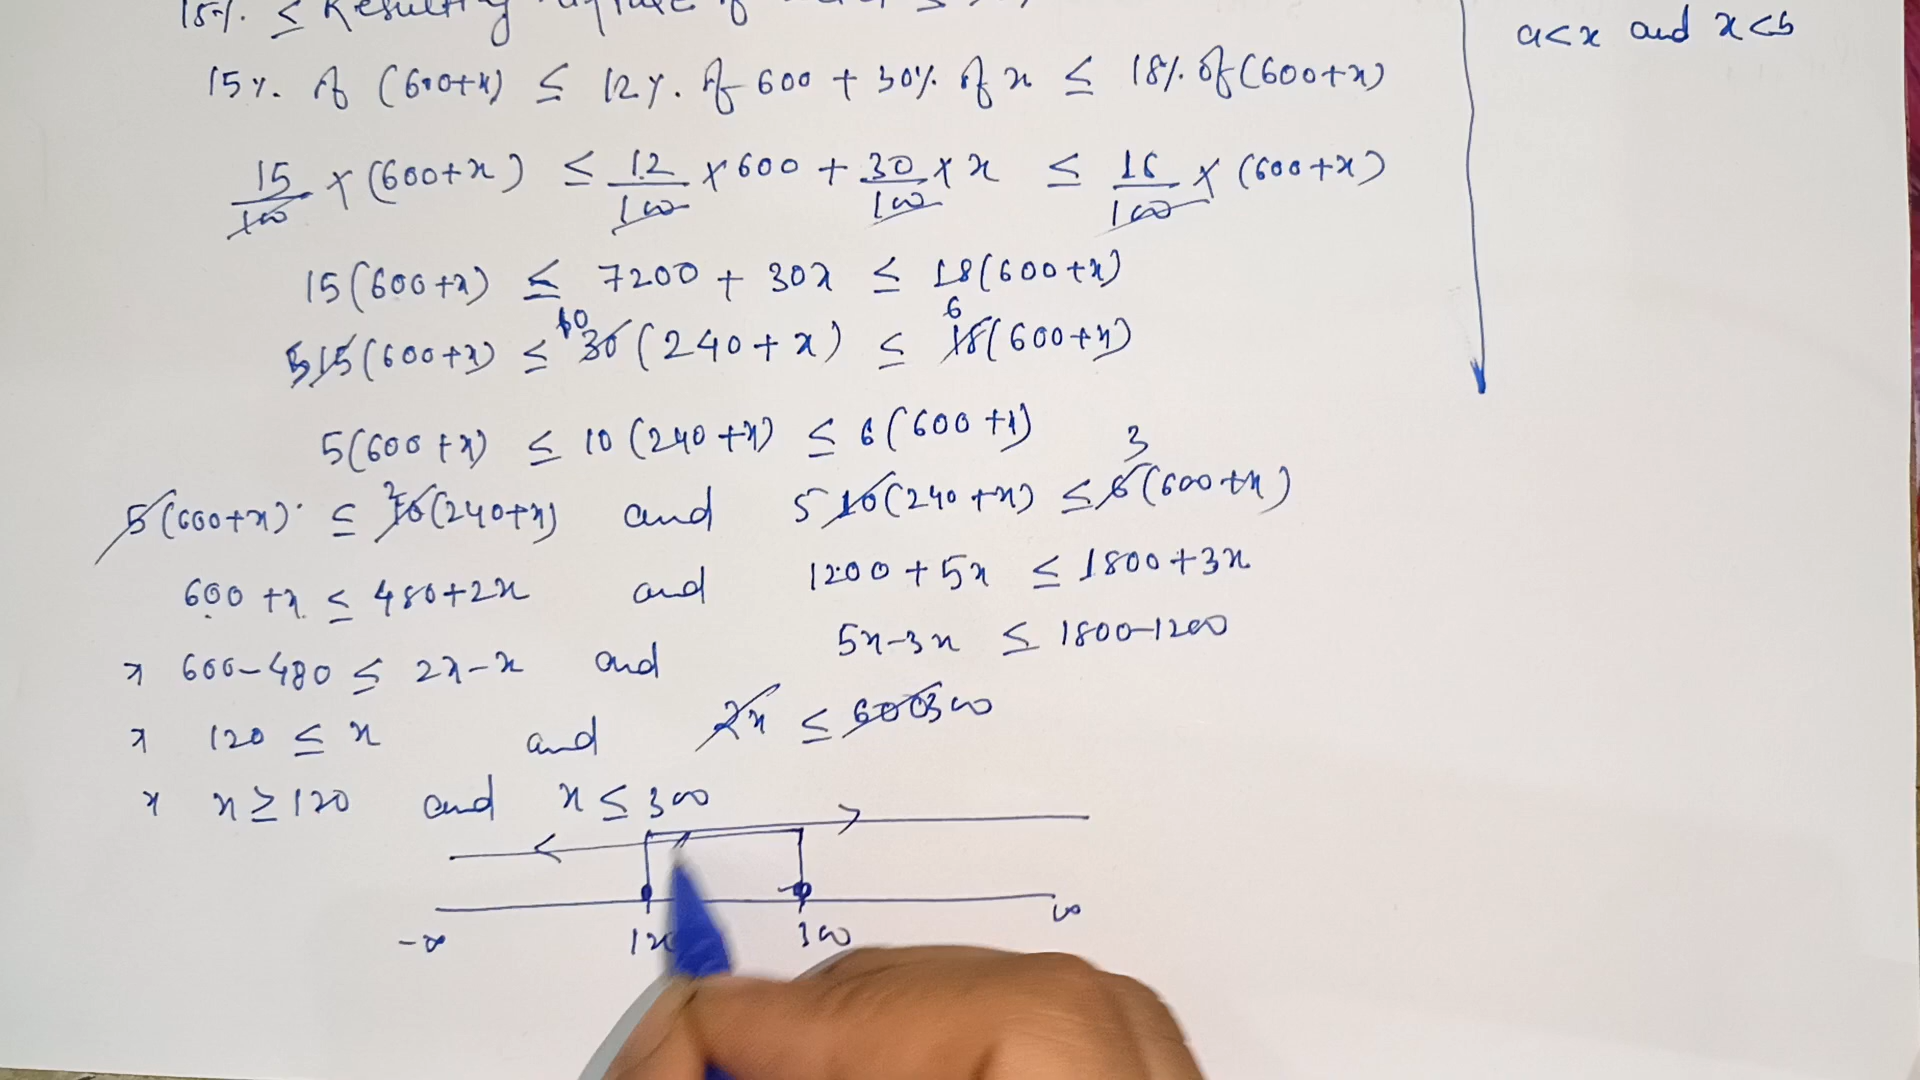 15%. ≤ Resulting
a<x and x<b
15%. of (600+x) ≤ 12%. of 600 + 30%. of x ≤ 18%. of (600+x)
15/100 × (600+x) ≤ 12/100 × 600 + 30/100 × x ≤ 18/100 × (600+x)
15(600+x) ≤ 7200 + 30x ≤ 18(600+x)
5 15(600+x) ≤ 10 30(240+x) ≤ 6 18(600+x)
5(600+x) ≤ 10(240+x) ≤ 6(600+x)
5(600+x) ≤ 2 10(240+x) and 5 10(240+x) ≤ 3 6(600+x)
600+x ≤ 480+2x and 1200+5x ≤ 1800+3x
600-480 ≤ 2x-x and 5x-3x ≤ 1800-1200
120 ≤ x and 2x ≤ 600 300
x ≥ 120 and x ≤ 300
-∞ 300 ∞